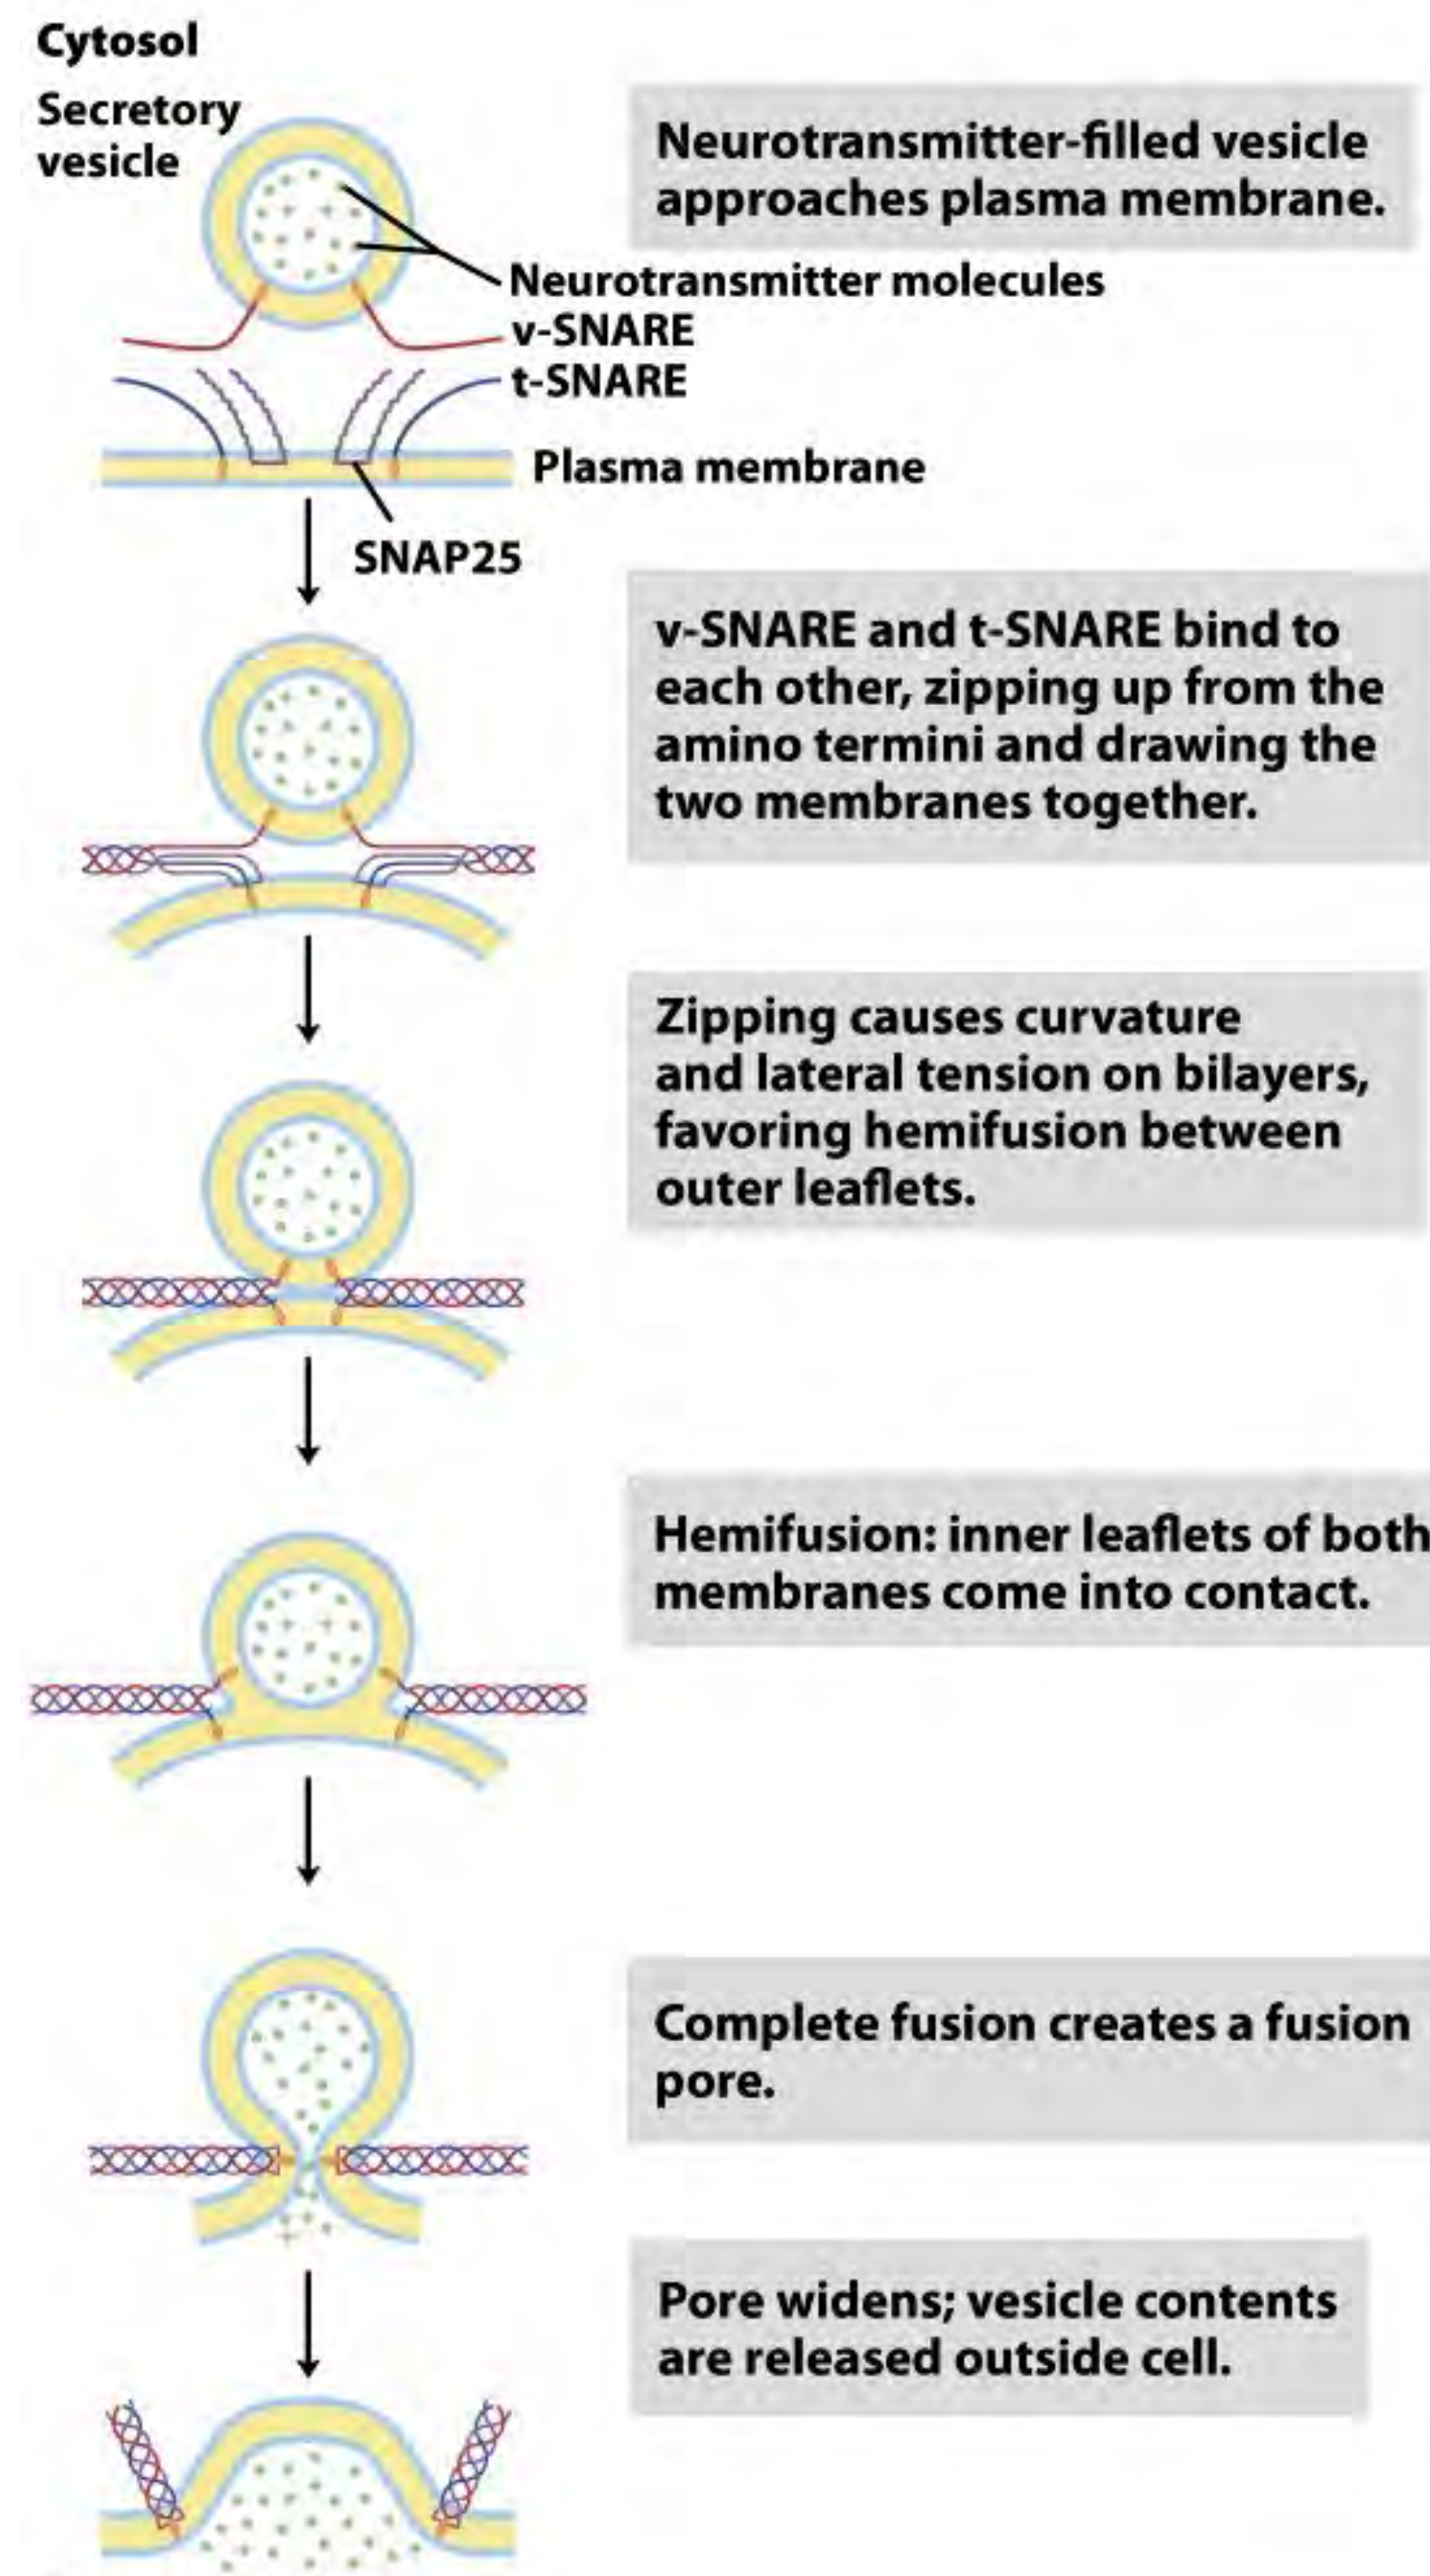 Cytosol
Secretory
vesicle
Neurotransmitter-filled vesicle
approaches plasma membrane.
Neurotransmitter molecules
v-SNARE
t-SNARE
Plasma membrane
SNAP25
v-SNARE and t-SNARE bind to
each other, zipping up from the
amino termini and drawing the
two membranes together.
Zipping causes curvature
and lateral tension on bilayers,
favoring hemifusion between
outer leaflets.
Hemifusion: inner leaflets of both
membranes come into contact.
Complete fusion creates a fusion
pore.
Pore widens; vesicle contents
are released outside cell.